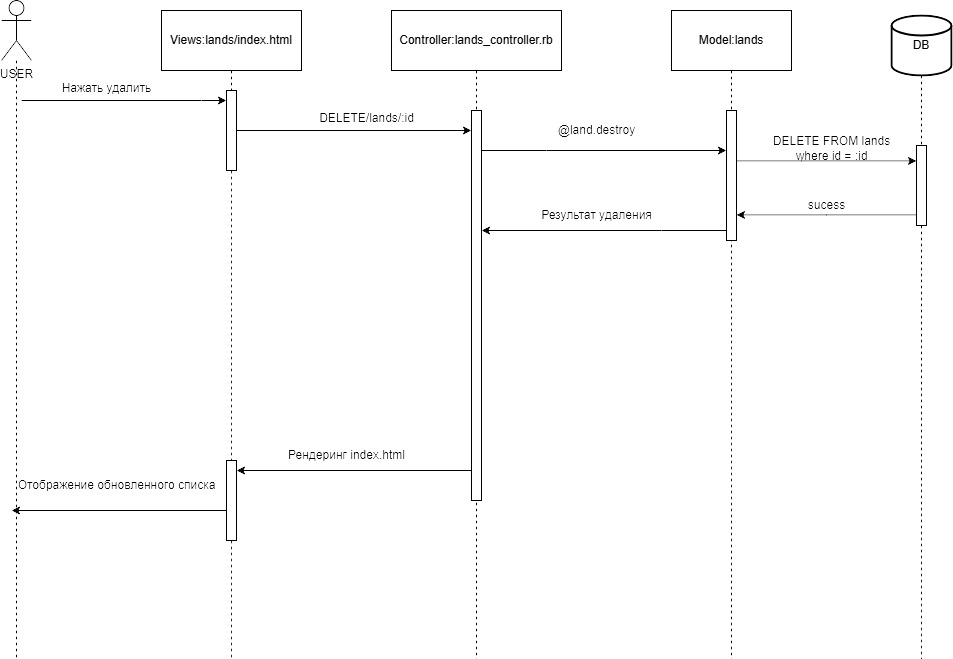 Views:lands/index.html
Controller:lands_controller.rb
Model:lands
DB
USER
Нажать удалить
DELETE/lands/:id
@land.destroy
DELETE FROM lands
where id = :id
sucess
Результат удаления
Рендеринг index.html
Отображение обновленного списка